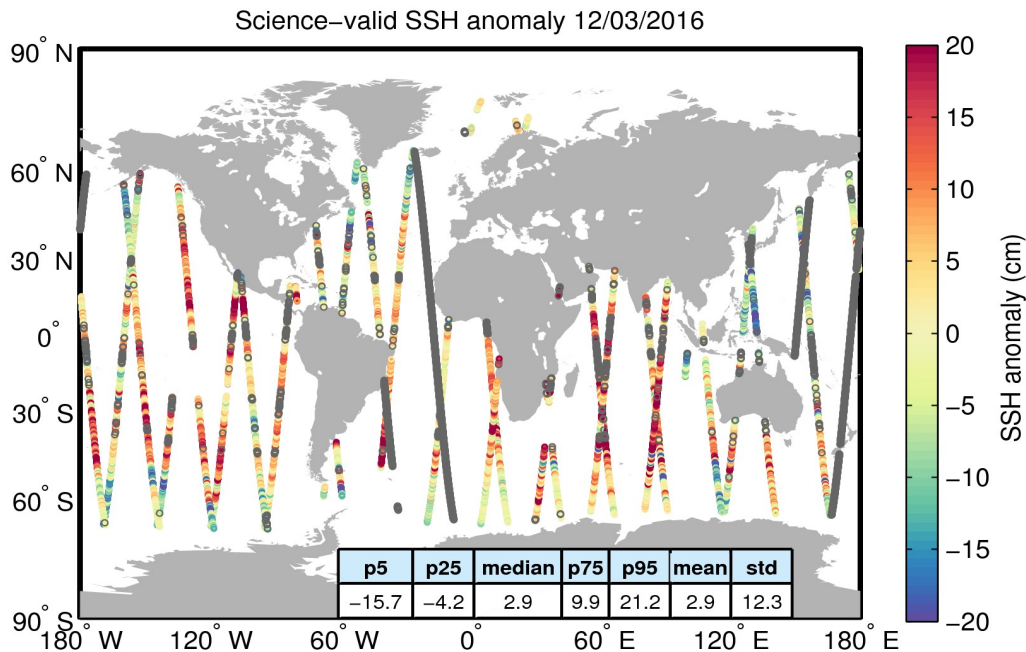 Science−valid SSH anomaly 12/03/2016
90° N
60° N
30° N
0°
30° S
60° S
90° S
180° W
120° W
60° W
0°
60° E
120° E
180° E
p5 p25 median p75 p95 mean std
−15.7 −4.2 2.9 9.9 21.2 2.9 12.3
20
15
10
5
0
−5
−10
−15
−20
SSH anomaly (cm)